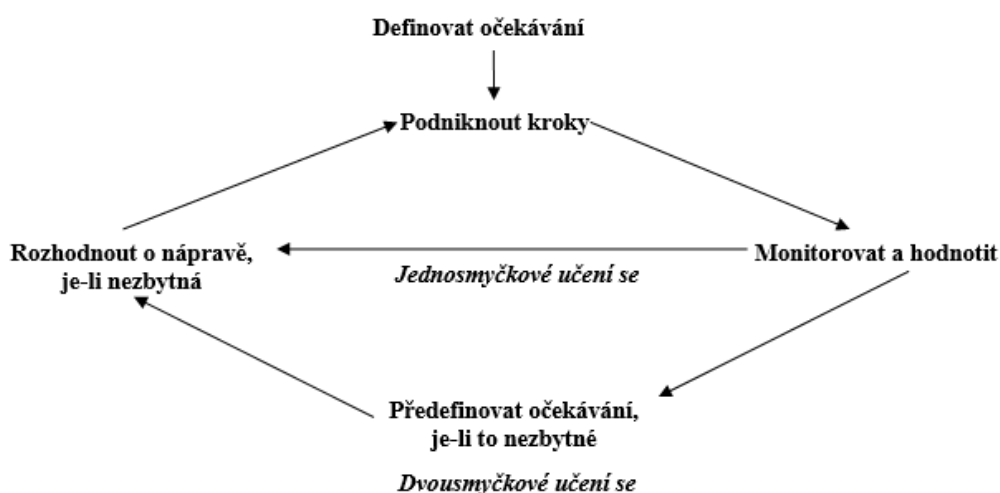 Definovat očekávání
Podniknout kroky
Rozhodnout o nápravě,
je-li nezbytná
Monitorovat a hodnotit
Jednosmyčkové učení se
Předefinovat očekávání,
je-li to nezbytné
Dvousmyčkové učení se